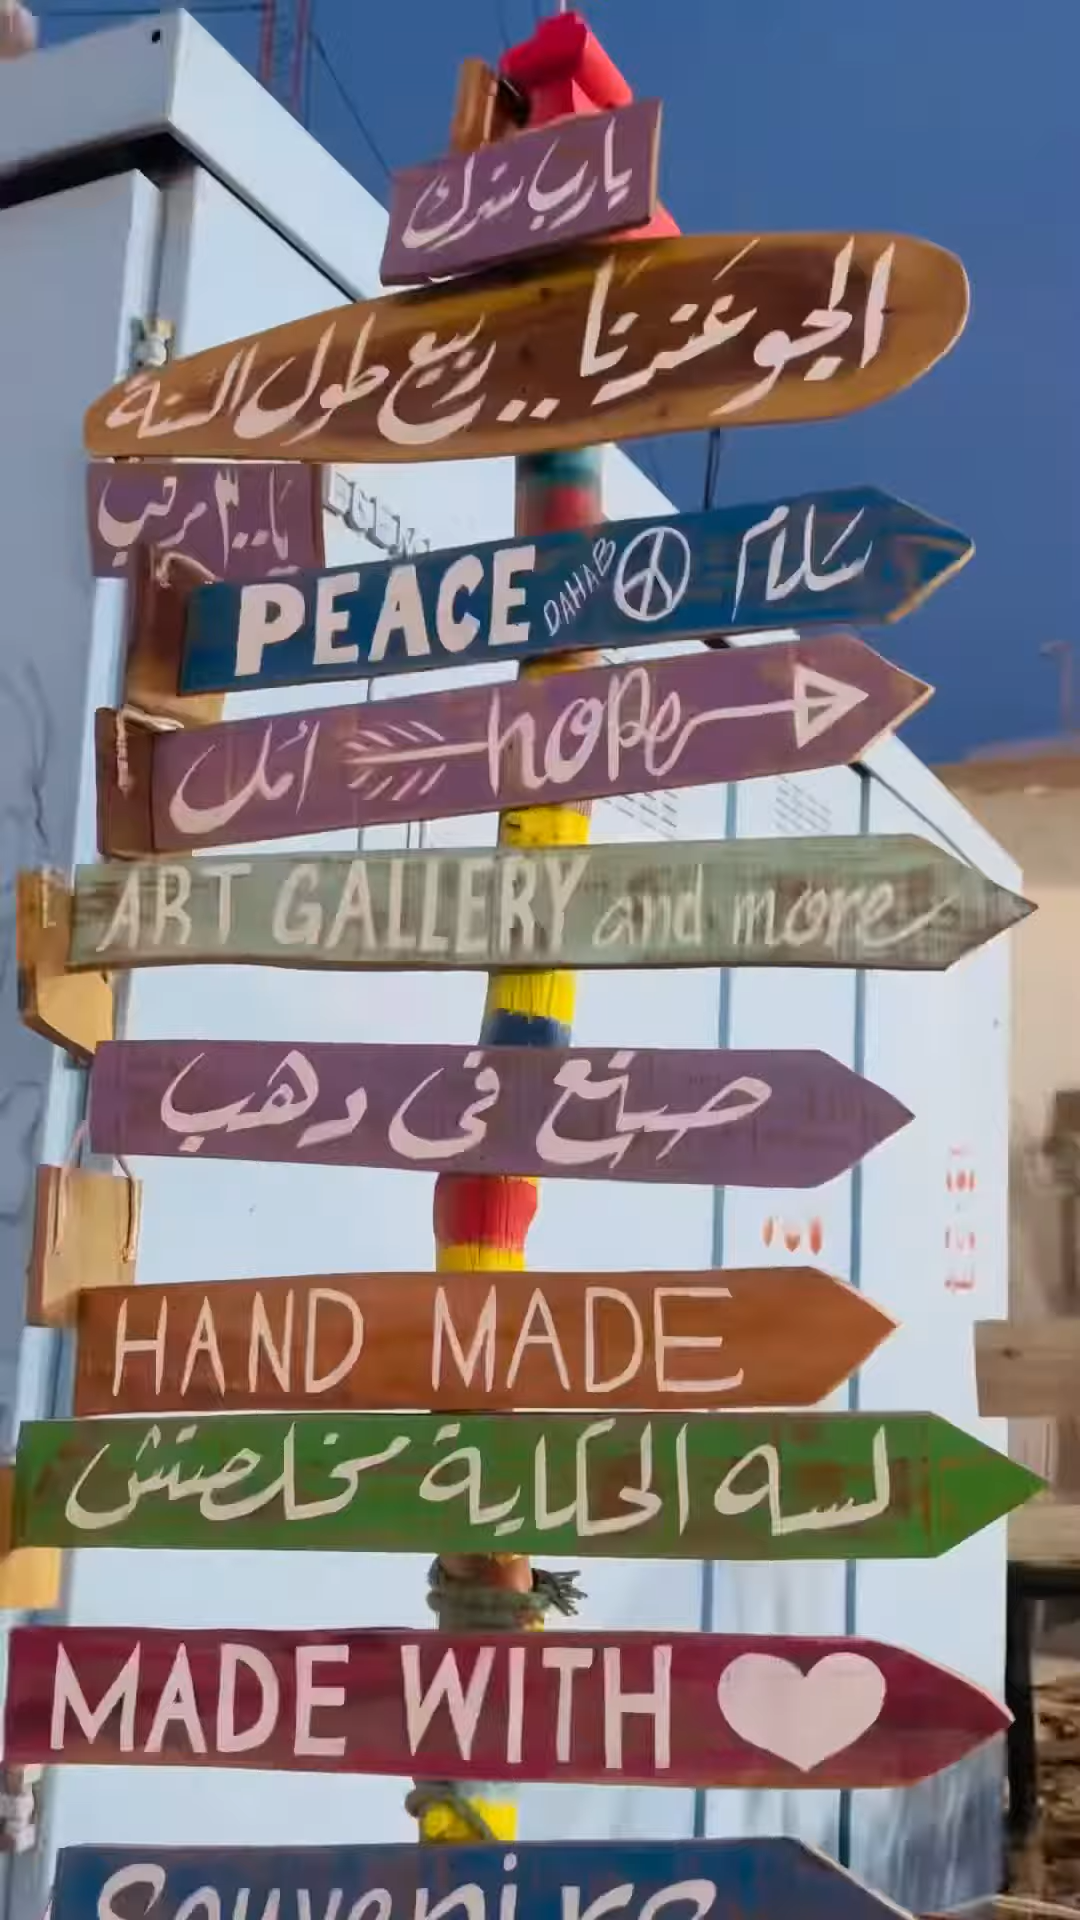 يارب سترك
الجو عندنا .. ربيع طول السنة
يا ... مرحب
PEACE DAHAB سلام
أمل hope
ART GALLERY and more
صنع في دهب
HAND MADE
لسه الحكاية مخلصتش
MADE WITH
Souvenirs